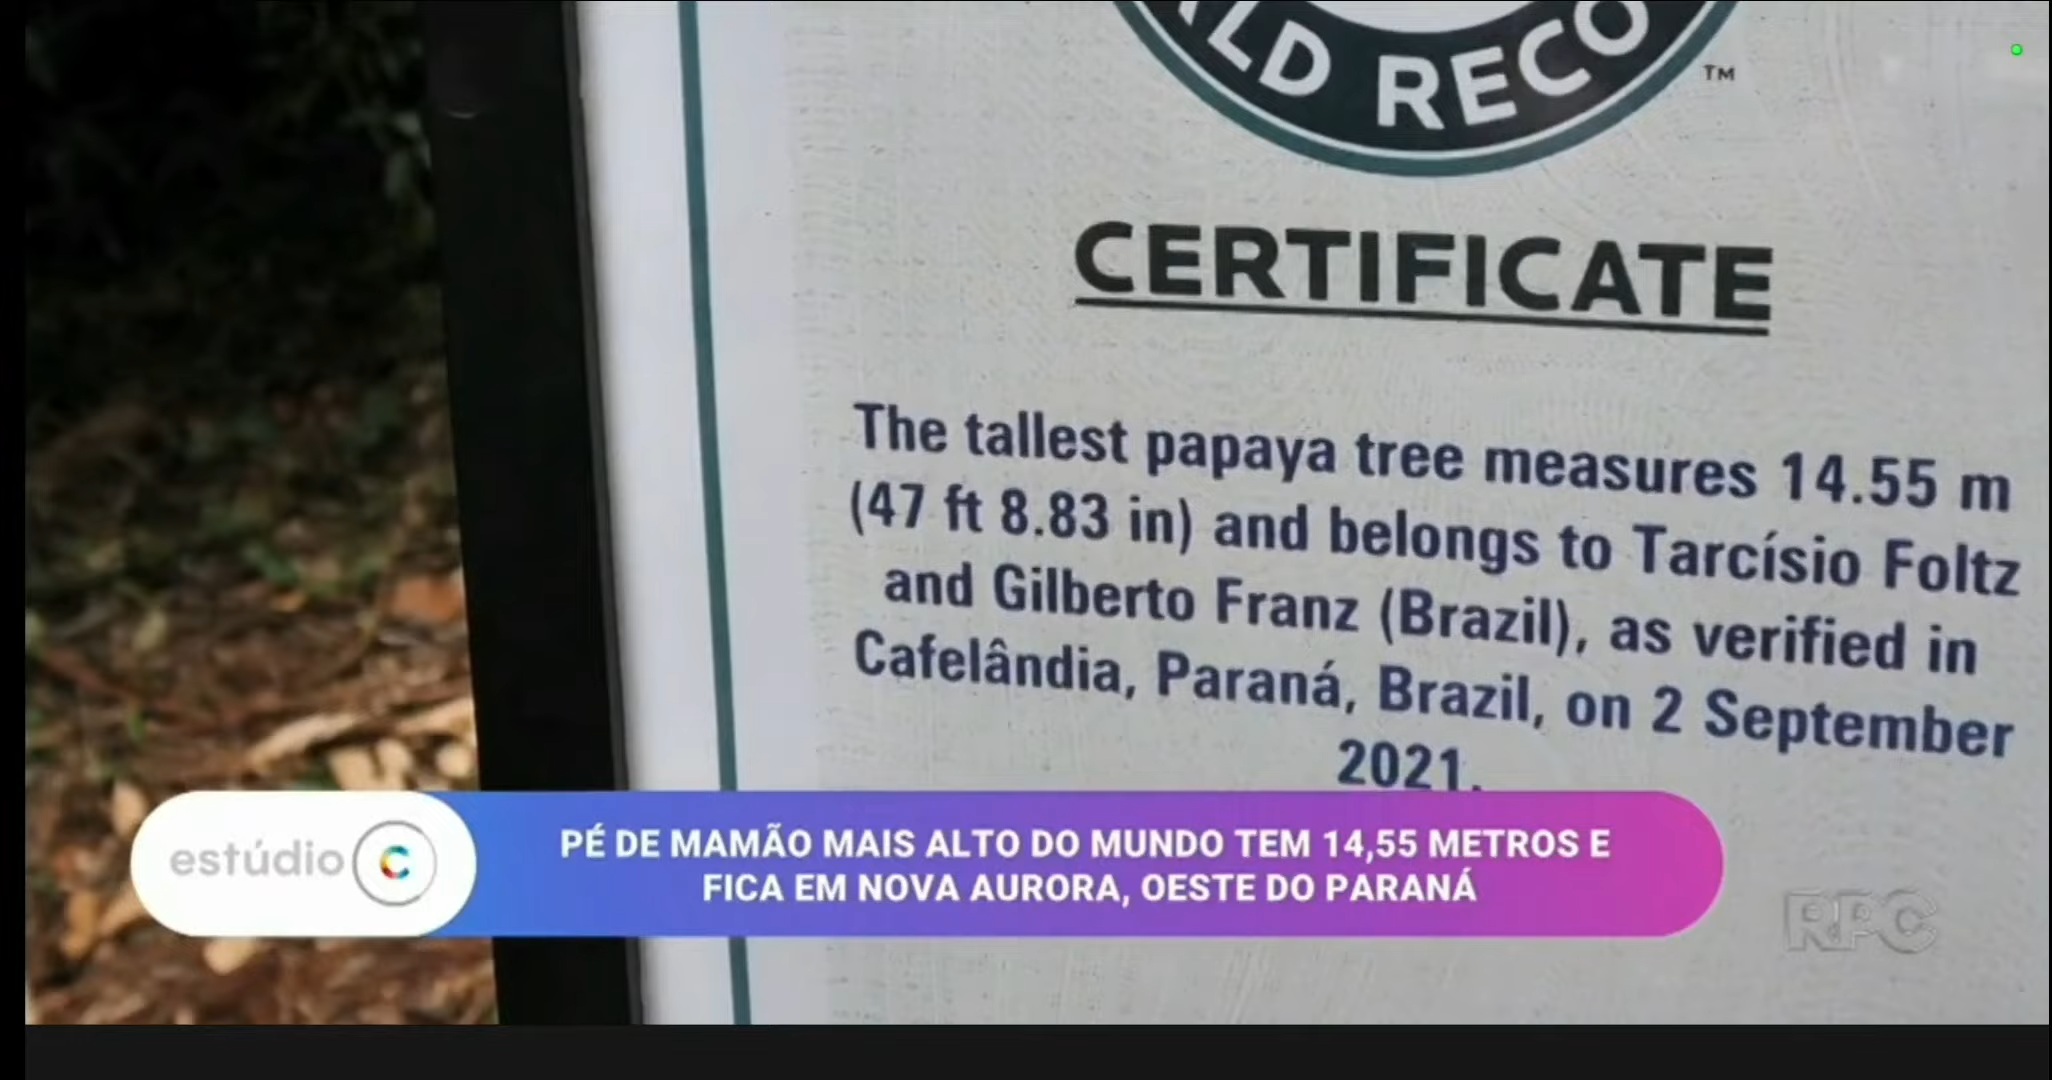 LD RECO
TM
CERTIFICATE
The tallest papaya tree measures 14.55 m
(47 ft 8.83 in) and belongs to Tarcísio Foltz
and Gilberto Franz (Brazil), as verified in
Cafelândia, Paraná, Brazil, on 2 September
2021.
estúdio C
PÉ DE MAMÃO MAIS ALTO DO MUNDO TEM 14,55 METROS E
FICA EM NOVA AURORA, OESTE DO PARANÁ
RPC